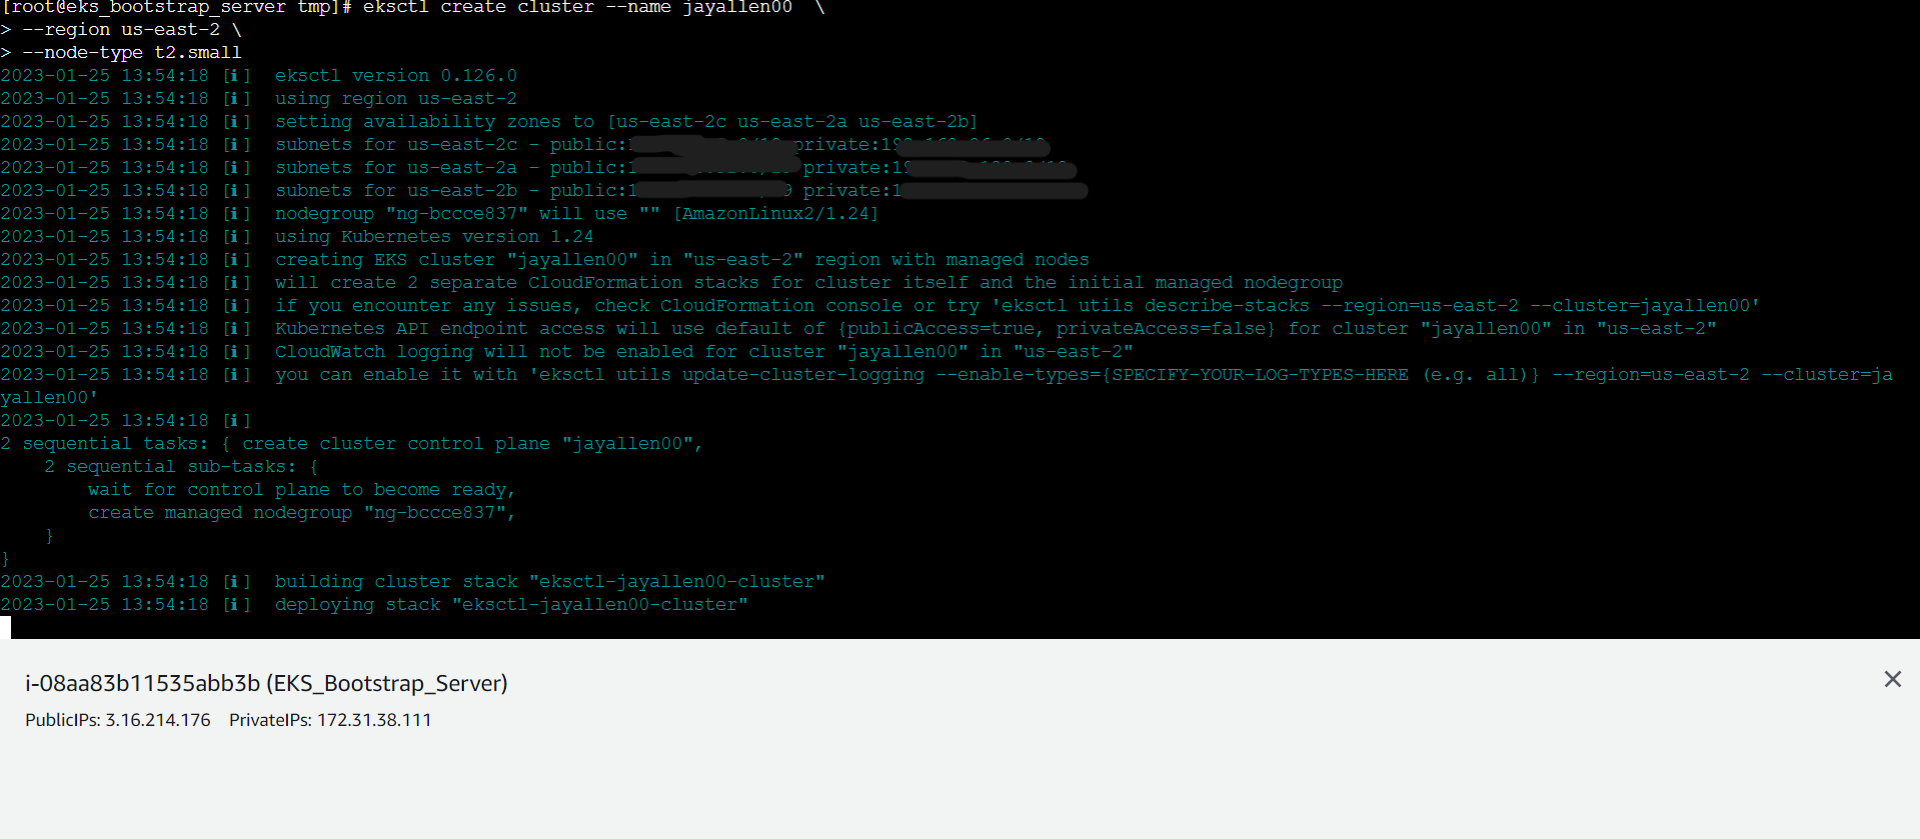 [root@eks_bootstrap_server tmp]# eksctl create cluster --name jayallen00  \
> --region us-east-2 \
> --node-type t2.small
2023-01-25 13:54:18 [ℹ]  eksctl version 0.126.0
2023-01-25 13:54:18 [ℹ]  using region us-east-2
2023-01-25 13:54:18 [ℹ]  setting availability zones to [us-east-2c us-east-2a us-east-2b]
2023-01-25 13:54:18 [ℹ]  subnets for us-east-2c - public: private:
2023-01-25 13:54:18 [ℹ]  subnets for us-east-2a - public: private:
2023-01-25 13:54:18 [ℹ]  subnets for us-east-2b - public: private:
2023-01-25 13:54:18 [ℹ]  nodegroup "ng-bccce837" will use "" [AmazonLinux2/1.24]
2023-01-25 13:54:18 [ℹ]  using Kubernetes version 1.24
2023-01-25 13:54:18 [ℹ]  creating EKS cluster "jayallen00" in "us-east-2" region with managed nodes
2023-01-25 13:54:18 [ℹ]  will create 2 separate CloudFormation stacks for cluster itself and the initial managed nodegroup
2023-01-25 13:54:18 [ℹ]  if you encounter any issues, check CloudFormation console or try 'eksctl utils describe-stacks --region=us-east-2 --cluster=jayallen00'
2023-01-25 13:54:18 [ℹ]  Kubernetes API endpoint access will use default of {publicAccess=true, privateAccess=false} for cluster "jayallen00" in "us-east-2"
2023-01-25 13:54:18 [ℹ]  CloudWatch logging will not be enabled for cluster "jayallen00" in "us-east-2"
2023-01-25 13:54:18 [ℹ]  you can enable it with 'eksctl utils update-cluster-logging --enable-types={SPECIFY-YOUR-LOG-TYPES-HERE (e.g. all)} --region=us-east-2 --cluster=ja
yallen00'
2023-01-25 13:54:18 [ℹ]
2 sequential tasks: { create cluster control plane "jayallen00",
    2 sequential sub-tasks: {
        wait for control plane to become ready,
        create managed nodegroup "ng-bccce837",
    }
}
2023-01-25 13:54:18 [ℹ]  building cluster stack "eksctl-jayallen00-cluster"
2023-01-25 13:54:18 [ℹ]  deploying stack "eksctl-jayallen00-cluster"
i-08aa83b11535abb3b (EKS_Bootstrap_Server)
PublicIPs: 3.16.214.176    PrivateIPs: 172.31.38.111